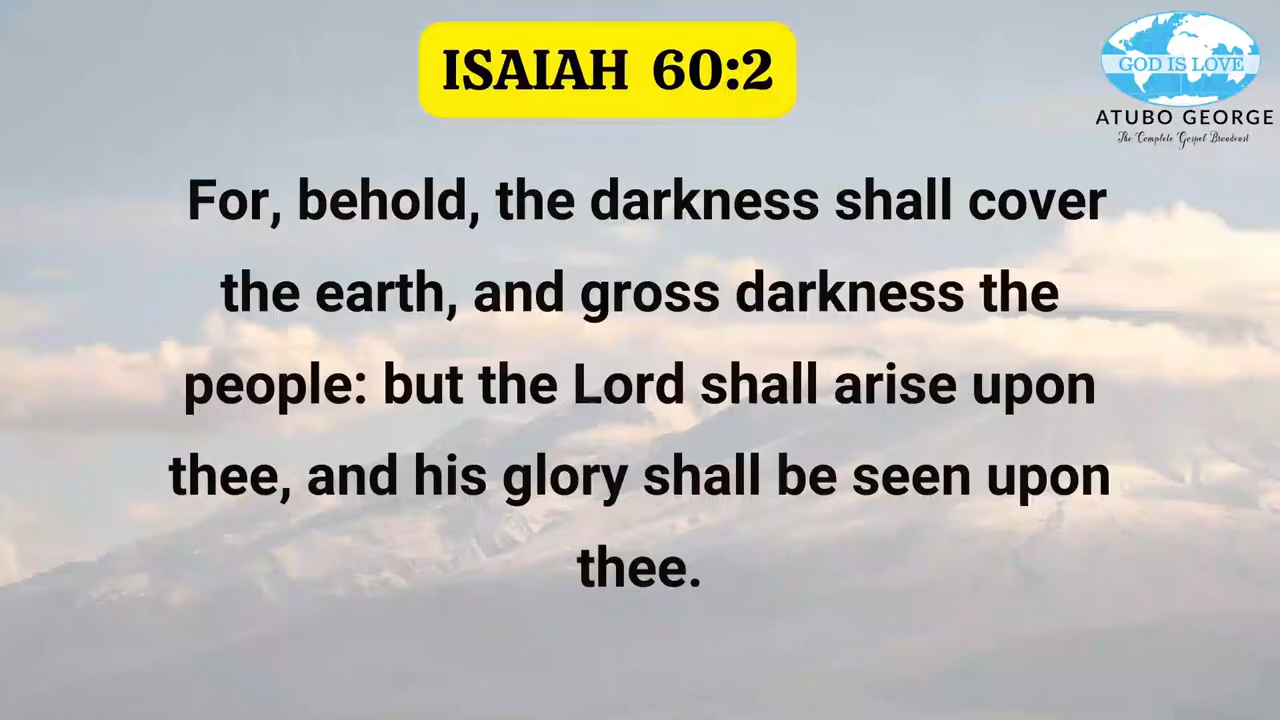 ISAIAH 60:2
GOD IS LOVE
ATUBO GEORGE
The Complete Gospel Broadcast
For, behold, the darkness shall cover
the earth, and gross darkness the
people: but the Lord shall arise upon
thee, and his glory shall be seen upon
thee.